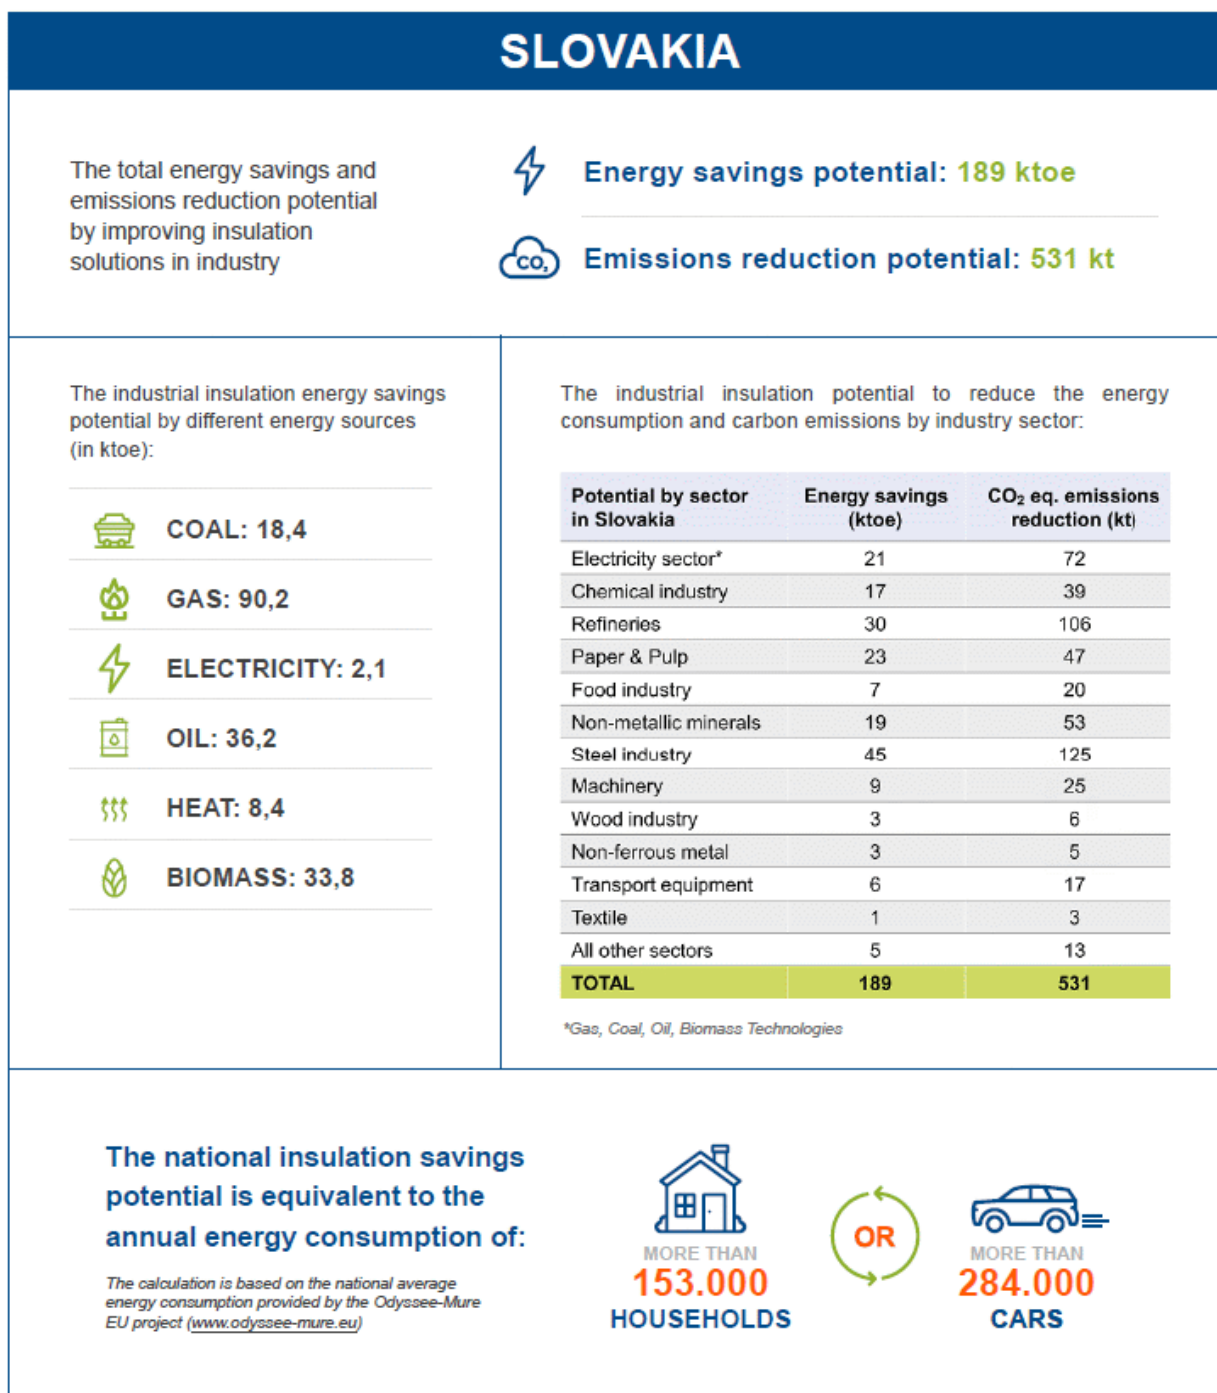 SLOVAKIA
The total energy savings and
emissions reduction potential
by improving insulation
solutions in industry
Energy savings potential: 189 ktoe
CO₂ Emissions reduction potential: 531 kt
The industrial insulation energy savings
potential by different energy sources
(in ktoe):
COAL: 18,4
GAS: 90,2
ELECTRICITY: 2,1
OIL: 36,2
HEAT: 8,4
BIOMASS: 33,8
The industrial insulation potential to reduce the energy
consumption and carbon emissions by industry sector:
Potential by sector in Slovakia | Energy savings (ktoe) | CO₂ eq. emissions reduction (kt)
Electricity sector* 21 72
Chemical industry 17 39
Refineries 30 106
Paper & Pulp 23 47
Food industry 7 20
Non-metallic minerals 19 53
Steel industry 45 125
Machinery 9 25
Wood industry 3 6
Non-ferrous metal 3 5
Transport equipment 6 17
Textile 1 3
All other sectors 5 13
TOTAL 189 531
*Gas, Coal, Oil, Biomass Technologies
The national insulation savings
potential is equivalent to the
annual energy consumption of:
The calculation is based on the national average
energy consumption provided by the Odyssee-Mure
EU project (www.odyssee-mure.eu)
MORE THAN
153.000
HOUSEHOLDS
OR
MORE THAN
284.000
CARS